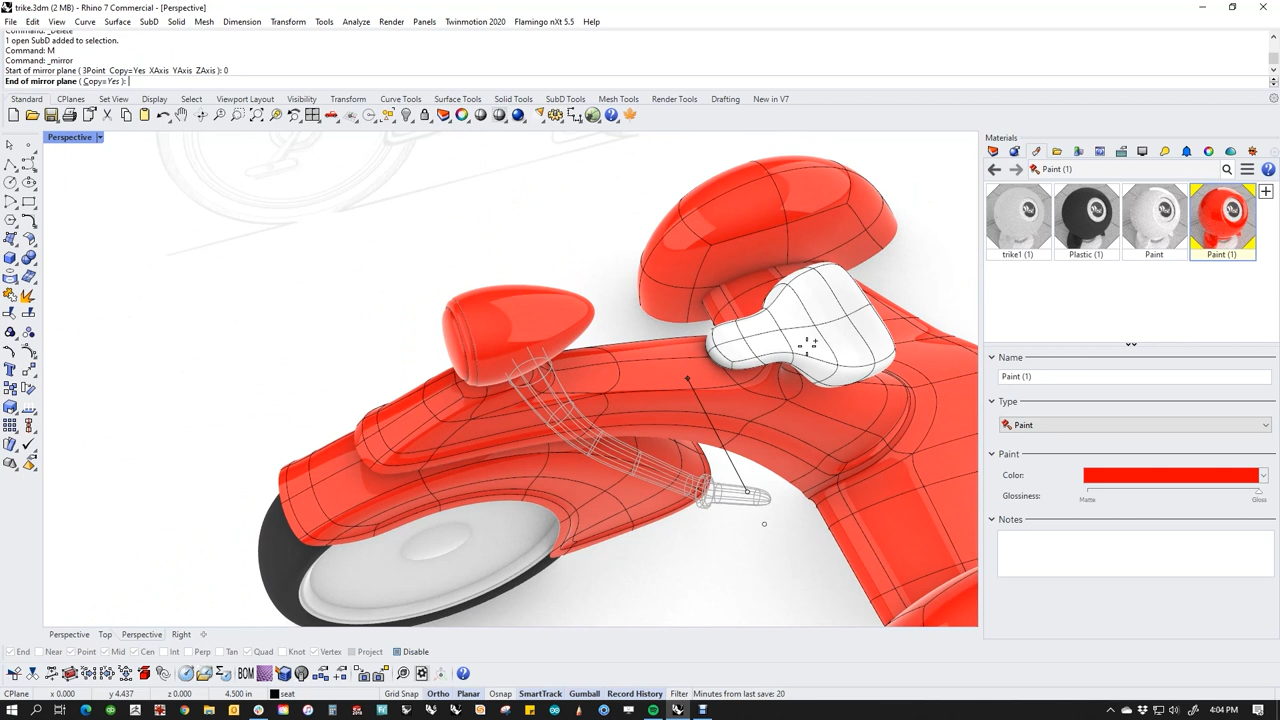 trike.3dm (2 MB) - Rhino 7 Commercial - [Perspective]
File Edit View Curve Surface SubD Solid Mesh Dimension Transform Tools Analyze Render Panels Twinmotion 2020 Flamingo nXt 5.5 Help
Command: _Delete
1 open SubD added to selection.
Command: M
Command: _mirror
Start of mirror plane ( 3Point Copy=Yes XAxis YAxis ZAxis ): 0
End of mirror plane ( Copy=Yes ):
Standard CPlanes Set View Display Select Viewport Layout Visibility Transform Curve Tools Surface Tools Solid Tools SubD Tools Mesh Tools Render Tools Drafting New in V7
Perspective
Materials
Paint (1)
trike1 (1) Plastic (1) Paint Paint (1)
Name
Paint (1)
Type
Paint
Paint
Color:
Glossiness:
Matte Gloss
Notes
Perspective Top Perspective Right
End Near Point Mid Cen Int Perp Tan Quad Knot Vertex Project Disable
BOM
CPlane x 0.000 y 4.437 z 0.000 4.500 in seat Grid Snap Ortho Planar Osnap SmartTrack Gumball Record History Filter Minutes from last save: 20
4:04 PM